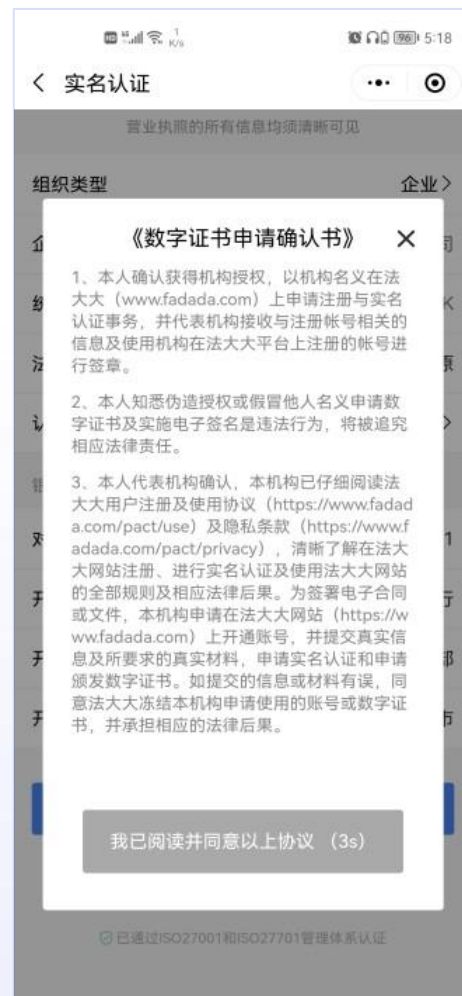 HD 5G 1 K/s 96 5:18
实名认证
营业执照的所有信息均须清晰可见
组织类型 企业
《数字证书申请确认书》
司
1、本人确认获得机构授权，以机构名义在法
大大（www.fadada.com）上申请注册与实名
认证事务，并代表机构接收与注册帐号相关的
信息及使用机构在法大大平台上注册的帐号进
行签章。
K
2、本人知悉伪造授权或假冒他人名义申请数
字证书及实施电子签名是违法行为，将被追究
相应法律责任。
3、本人代表机构确认，本机构已仔细阅读法
大大用户注册及使用协议（https://www.fadad
a.com/pact/use）及隐私条款（https://www.f
adada.com/pact/privacy），清晰了解在法大
大网站注册、进行实名认证及使用法大大网站
的全部规则及相应法律后果。为签署电子合同
或文件，本机构申请在法大大网站（https://w
ww.fadada.com）上开通账号，并提交真实信
息及所要求的真实材料，申请实名认证和申请
颁发数字证书。如提交的信息或材料有误，同
意法大大冻结本机构申请使用的账号或数字证
书，并承担相应的法律后果。
1
开 行
开 部
开 市
我已阅读并同意以上协议 （3s）
已通过ISO27001和ISO27701管理体系认证